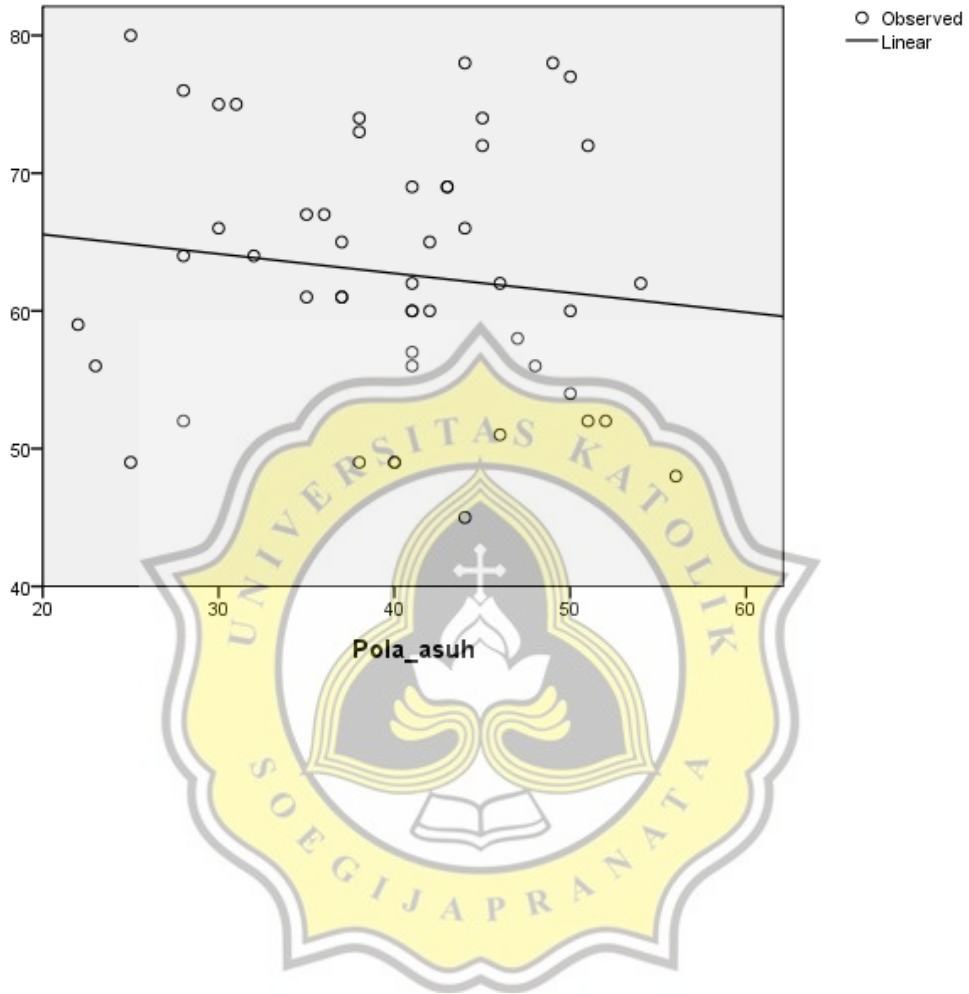 Observed
Linear
80
70
60
50
40
20 30 40 50 60
Pola_asuh
UNIVERSITAS KATOLIK
SOEGIJAPRANATA